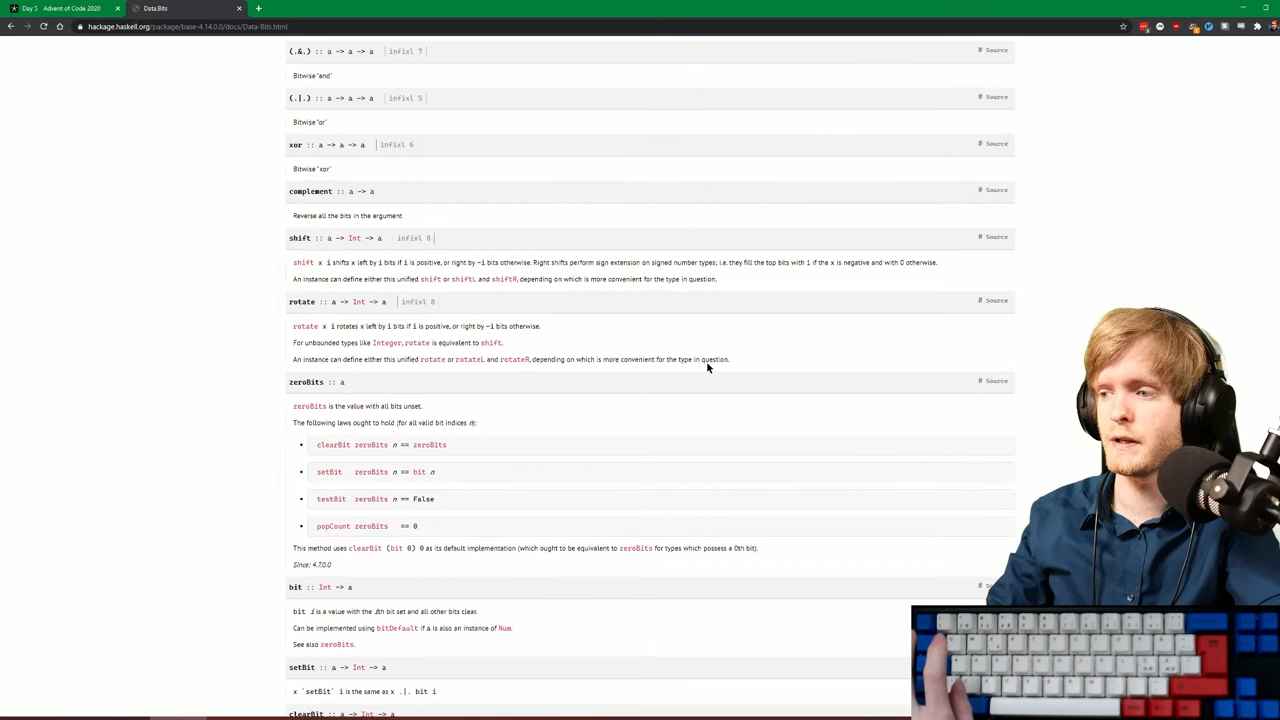 Day 5 Advent of Code 2020
Data.Bits
hackage.haskell.org/package/base-4.14.0.0/docs/Data-Bits.html
(.&.) :: a -> a -> a infixl 7 # Source
Bitwise "and"
(.|.) :: a -> a -> a infixl 5 # Source
Bitwise "or"
xor :: a -> a -> a infixl 6 # Source
Bitwise "xor"
complement :: a -> a # Source
Reverse all the bits in the argument
shift :: a -> Int -> a infixl 8 # Source
shift x i shifts x left by i bits if i is positive, or right by -i bits otherwise. Right shifts perform sign extension on signed number types; i.e. they fill the top bits with 1 if the x is negative and with 0 otherwise.
An instance can define either this unified shift or shiftL and shiftR, depending on which is more convenient for the type in question.
rotate :: a -> Int -> a infixl 8 # Source
rotate x i rotates x left by i bits if i is positive, or right by -i bits otherwise.
For unbounded types like Integer, rotate is equivalent to shift.
An instance can define either this unified rotate or rotateL and rotateR, depending on which is more convenient for the type in question.
zeroBits :: a # Source
zeroBits is the value with all bits unset.
The following laws ought to hold (for all valid bit indices n):
• clearBit zeroBits n == zeroBits
• setBit zeroBits n == bit n
• testBit zeroBits n == False
• popCount zeroBits == 0
This method uses clearBit (bit 0) 0 as its default implementation (which ought to be equivalent to zeroBits for types which possess a 0th bit).
Since: 4.7.0.0
bit :: Int -> a #
bit i is a value with the ith bit set and all other bits clear.
Can be implemented using bitDefault if a is also an instance of Num.
See also zeroBits.
setBit :: a -> Int -> a
x `setBit` i is the same as x .|. bit i
clearBit :: a -> Int -> a